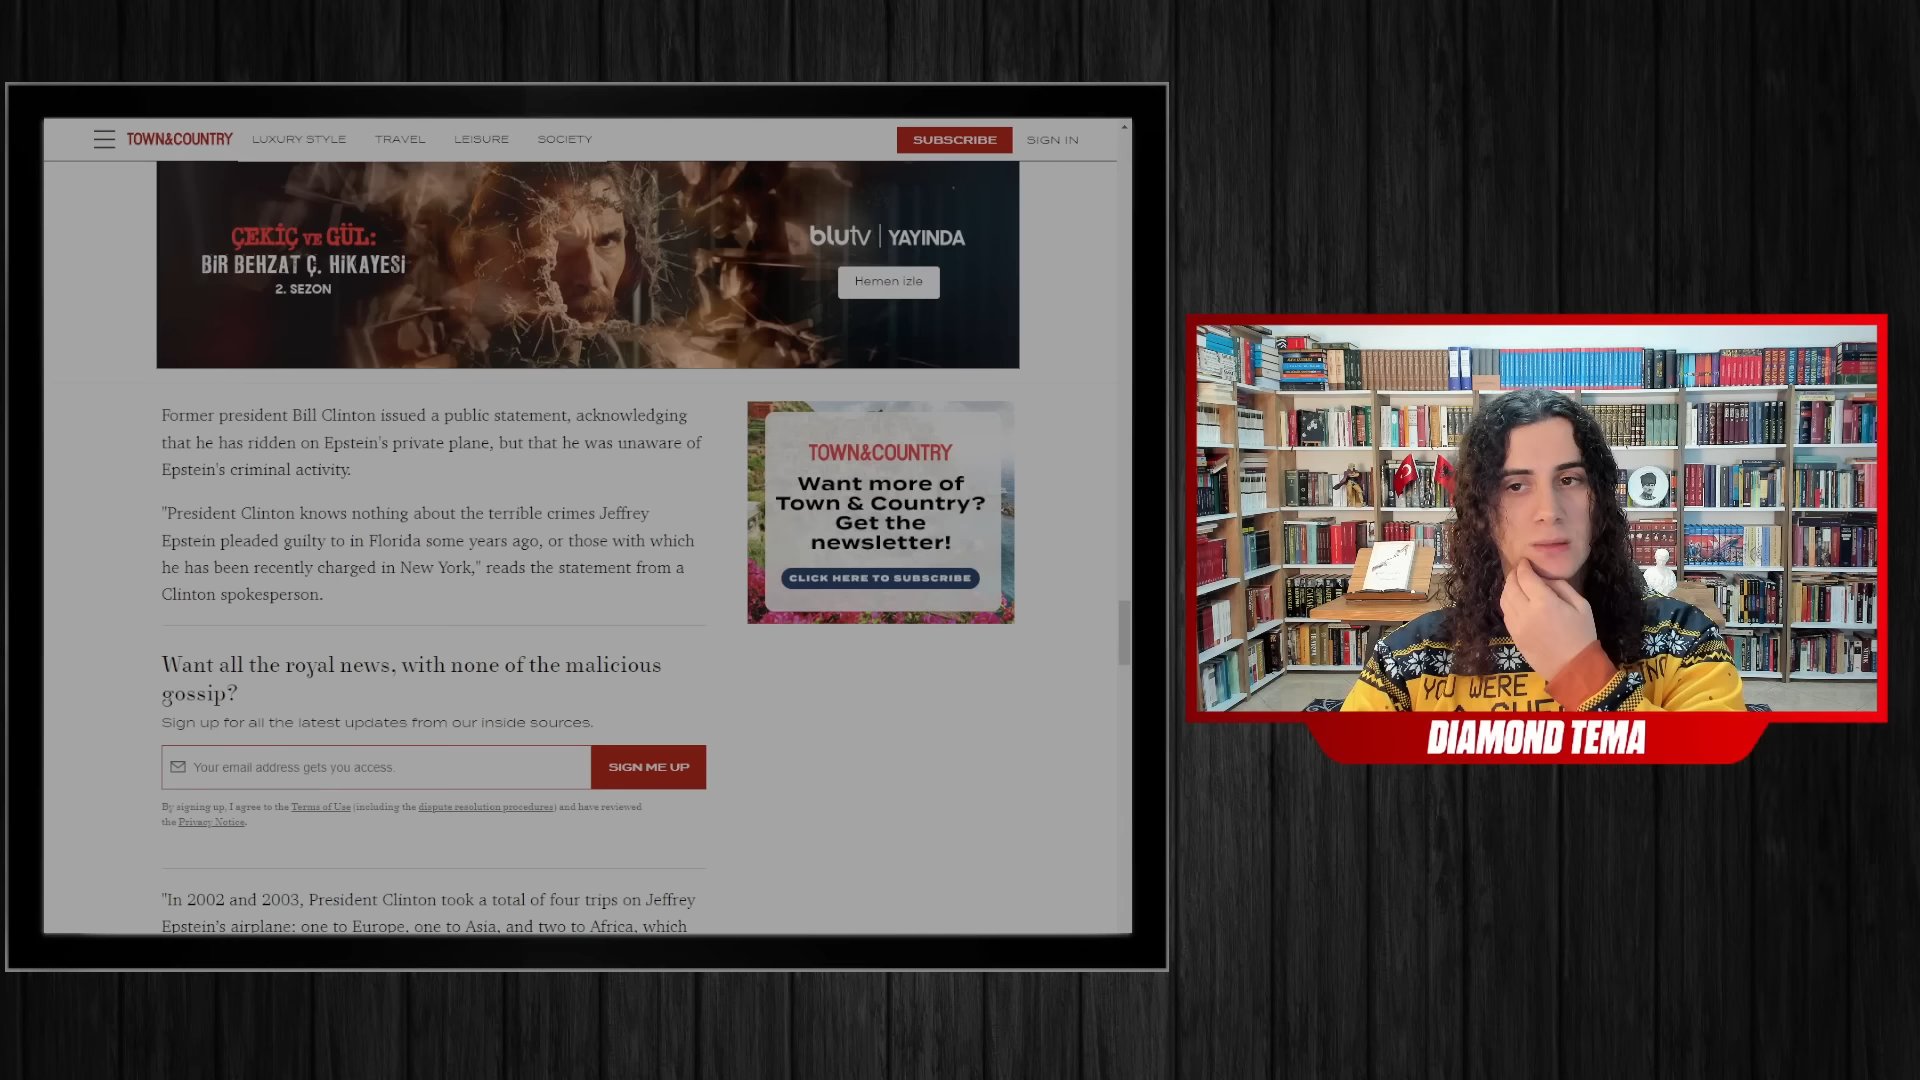 TOWN&COUNTRY LUXURY STYLE TRAVEL LEISURE SOCIETY SUBSCRIBE SIGN IN
ÇEKİÇ VE GÜL:
BİR BEHZAT Ç. HİKAYESİ
2. SEZON
blutv | YAYINDA
Hemen izle
Former president Bill Clinton issued a public statement, acknowledging
that he has ridden on Epstein's private plane, but that he was unaware of
Epstein's criminal activity.
"President Clinton knows nothing about the terrible crimes Jeffrey
Epstein pleaded guilty to in Florida some years ago, or those with which
he has been recently charged in New York," reads the statement from a
Clinton spokesperson.
TOWN&COUNTRY
Want more of
Town & Country?
Get the
newsletter!
CLICK HERE TO SUBSCRIBE
Want all the royal news, with none of the malicious
gossip?
Sign up for all the latest updates from our inside sources.
Your email address gets you access.
SIGN ME UP
By signing up, I agree to the Terms of Use (including the dispute resolution procedures) and have reviewed
the Privacy Notice.
"In 2002 and 2003, President Clinton took a total of four trips on Jeffrey
Epstein's airplane: one to Europe, one to Asia, and two to Africa, which
YOU WERE
DIAMOND TEMA